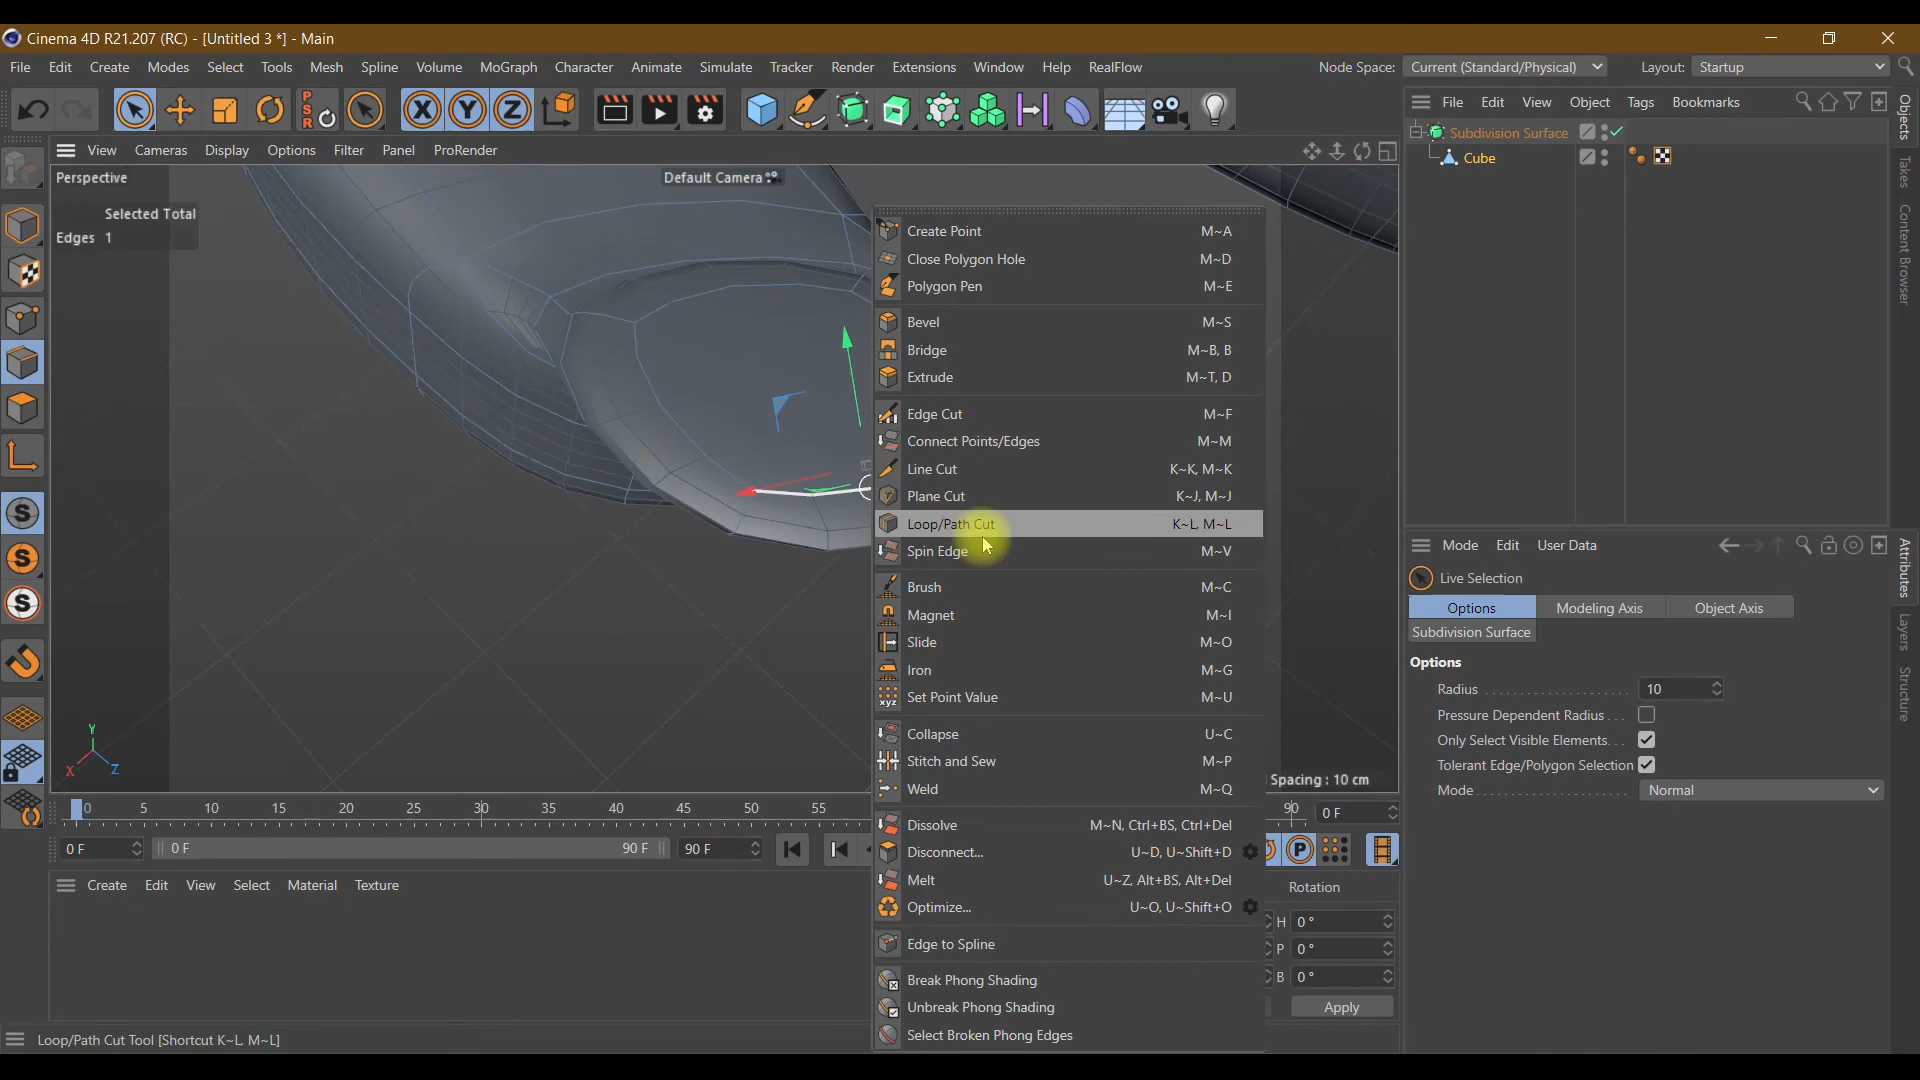 Cinema 4D R21.207 (RC) - [Untitled 3 *] - Main
File Edit Create Modes Select Tools Mesh Spline Volume MoGraph Character Animate Simulate Tracker Render Extensions Window Help RealFlow Node Space: Current (Standard/Physical) Layout: Startup
X Y Z
File Edit View Object Tags Bookmarks
Subdivision Surface
Cube
Objects
Takes
Content Browser
View Cameras Display Options Filter Panel ProRender
Perspective Default Camera
Selected Total
Edges 1
Create Point M~A
Close Polygon Hole M~D
Polygon Pen M~E
Bevel M~S
Bridge M~B, B
Extrude M~T, D
Edge Cut M~F
Connect Points/Edges M~M
Line Cut K~K, M~K
Plane Cut K~J, M~J
Loop/Path Cut K~L, M~L
Spin Edge M~V
Brush M~C
Magnet M~I
Slide M~O
Iron M~G
Set Point Value M~U
Collapse U~C
Stitch and Sew M~P
Weld M~Q
Dissolve M~N, Ctrl+BS, Ctrl+Del
Disconnect... U~D, U~Shift+D
Melt U~Z, Alt+BS, Alt+Del
Optimize... U~O, U~Shift+O
Edge to Spline
Break Phong Shading
Unbreak Phong Shading
Select Broken Phong Edges
Mode Edit User Data
Live Selection
Options Modeling Axis Object Axis
Subdivision Surface
Options
Radius 10
Pressure Dependent Radius
Only Select Visible Elements
Tolerant Edge/Polygon Selection
Mode Normal
Attributes
Layers
Structure
Y
X Z
Spacing : 10 cm
0 5 10 15 20 25 30 35 40 45 50 55 90 0 F
0 F 0 F 90 F 90 F
Create Edit View Select Material Texture
Rotation
H 0 °
P 0 °
B 0 °
Apply
Loop/Path Cut Tool [Shortcut K~L, M~L]